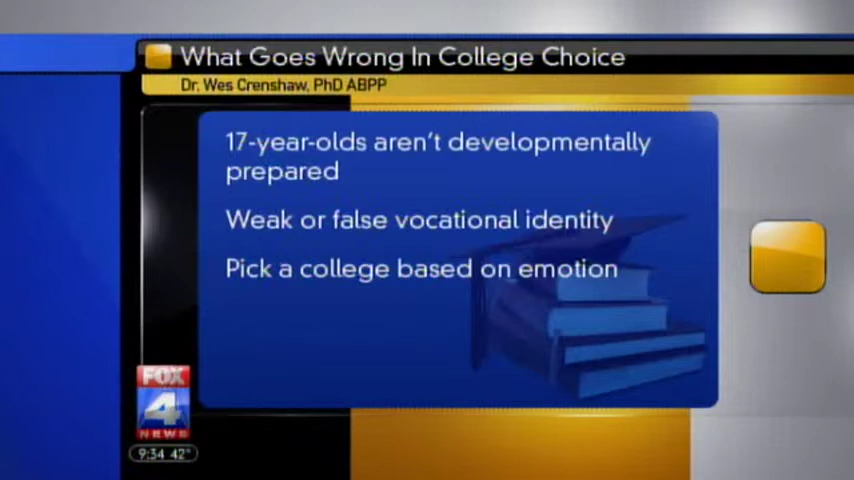 What Goes Wrong In College Choice
Dr. Wes Crenshaw, PhD ABPP
17-year-olds aren't developmentally
prepared
Weak or false vocational identity
Pick a college based on emotion
FOX
4
NEWS
9:34 42°